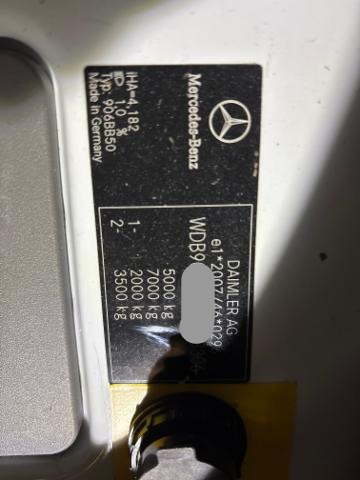 Mercedes-Benz
DAIMLER AG
e1*2007/46*029
WDB9
5000 kg
7000 kg
1- 2000 kg
2- 3500 kg
iHA=4,182
1,0 %
Typ: 906BB50
Made in Germany